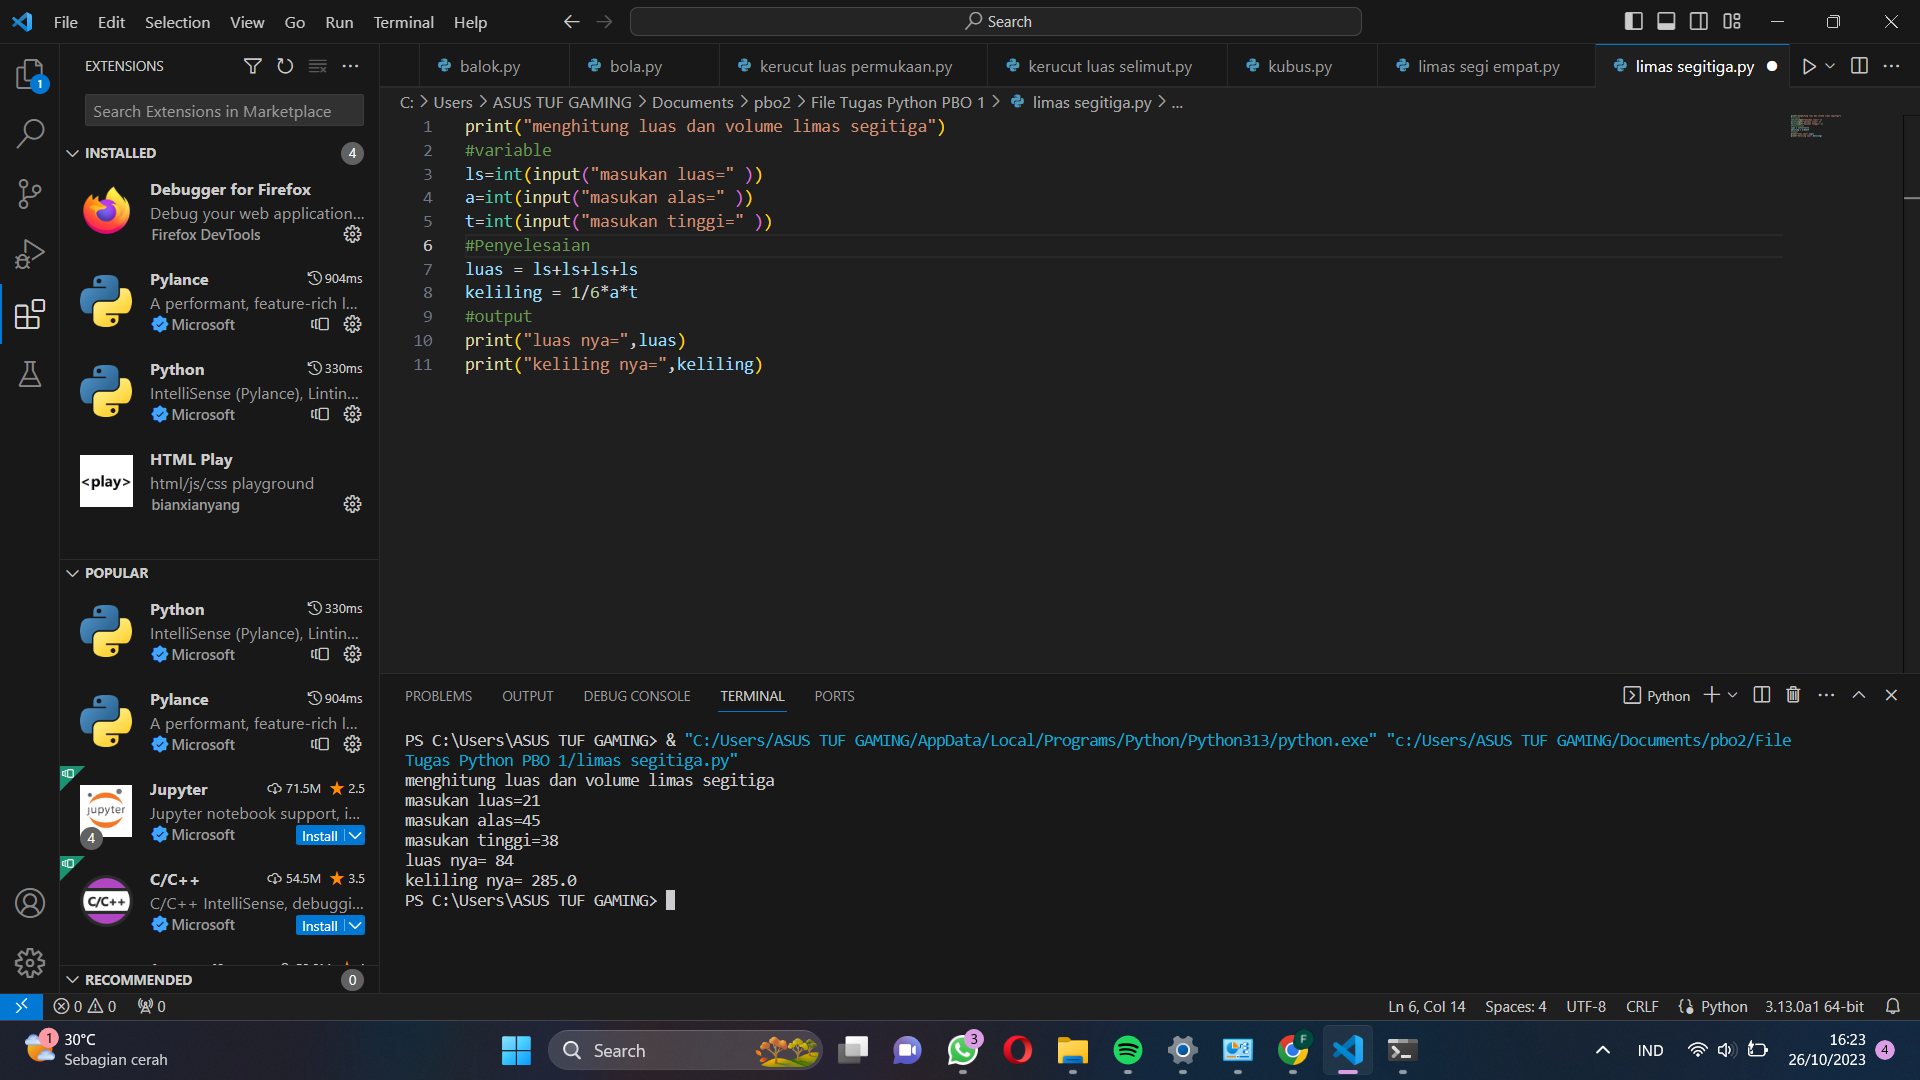 File Edit Selection View Go Run Terminal Help
Search
EXTENSIONS
Search Extensions in Marketplace
INSTALLED
4
Debugger for Firefox
Debug your web application...
Firefox DevTools
Pylance
904ms
A performant, feature-rich l...
Microsoft
Python
330ms
IntelliSense (Pylance), Lintin...
Microsoft
HTML Play
<play>
html/js/css playground
bianxianyang
POPULAR
Python
330ms
IntelliSense (Pylance), Lintin...
Microsoft
Pylance
904ms
A performant, feature-rich l...
Microsoft
Jupyter
71.5M
2.5
jupyter
Jupyter notebook support, i...
4
Microsoft
Install
C/C++
54.5M
3.5
C/C++
C/C++ IntelliSense, debuggi...
Microsoft
Install
RECOMMENDED
0
1
balok.py
bola.py
kerucut luas permukaan.py
kerucut luas selimut.py
kubus.py
limas segi empat.py
limas segitiga.py
C: > Users > ASUS TUF GAMING > Documents > pbo2 > File Tugas Python PBO 1 > limas segitiga.py > ...
1 print("menghitung luas dan volume limas segitiga")
2 #variable
3 ls=int(input("masukan luas=" ))
4 a=int(input("masukan alas=" ))
5 t=int(input("masukan tinggi=" ))
6 #Penyelesaian
7 luas = ls+ls+ls+ls
8 keliling = 1/6*a*t
9 #output
10 print("luas nya=",luas)
11 print("keliling nya=",keliling)
PROBLEMS OUTPUT DEBUG CONSOLE TERMINAL PORTS
Python
PS C:\Users\ASUS TUF GAMING> & "C:/Users/ASUS TUF GAMING/AppData/Local/Programs/Python/Python313/python.exe" "c:/Users/ASUS TUF GAMING/Documents/pbo2/File
Tugas Python PBO 1/limas segitiga.py"
menghitung luas dan volume limas segitiga
masukan luas=21
masukan alas=45
masukan tinggi=38
luas nya= 84
keliling nya= 285.0
PS C:\Users\ASUS TUF GAMING>
0 0 0
Ln 6, Col 14 Spaces: 4 UTF-8 CRLF Python 3.13.0a1 64-bit
1
30°C
Sebagian cerah
Search
3
F
IND
16:23
26/10/2023
4